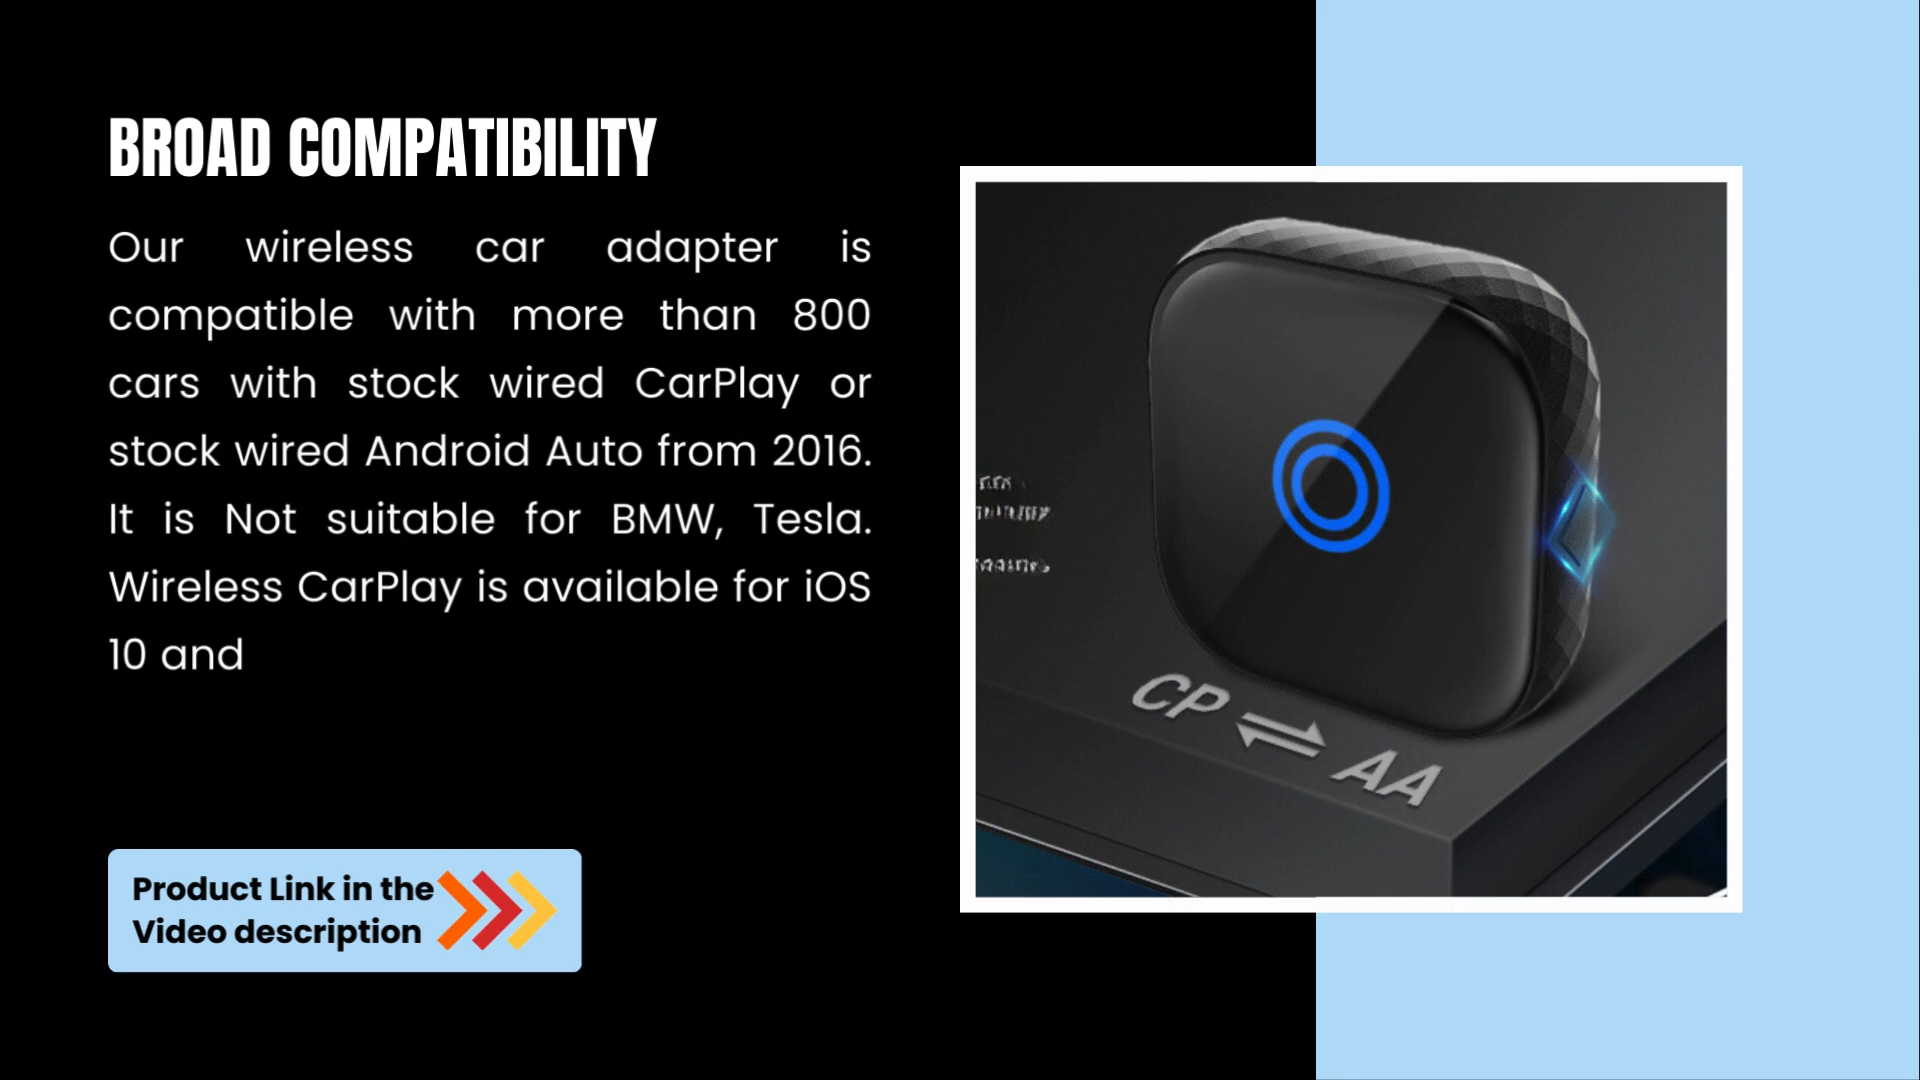 BROAD COMPATIBILITY
Our wireless car adapter is
compatible with more than 800
cars with stock wired CarPlay or
stock wired Android Auto from 2016.
It is Not suitable for BMW, Tesla.
Wireless CarPlay is available for iOS
10 and
CP ⇌ AA
Product Link in the
Video description